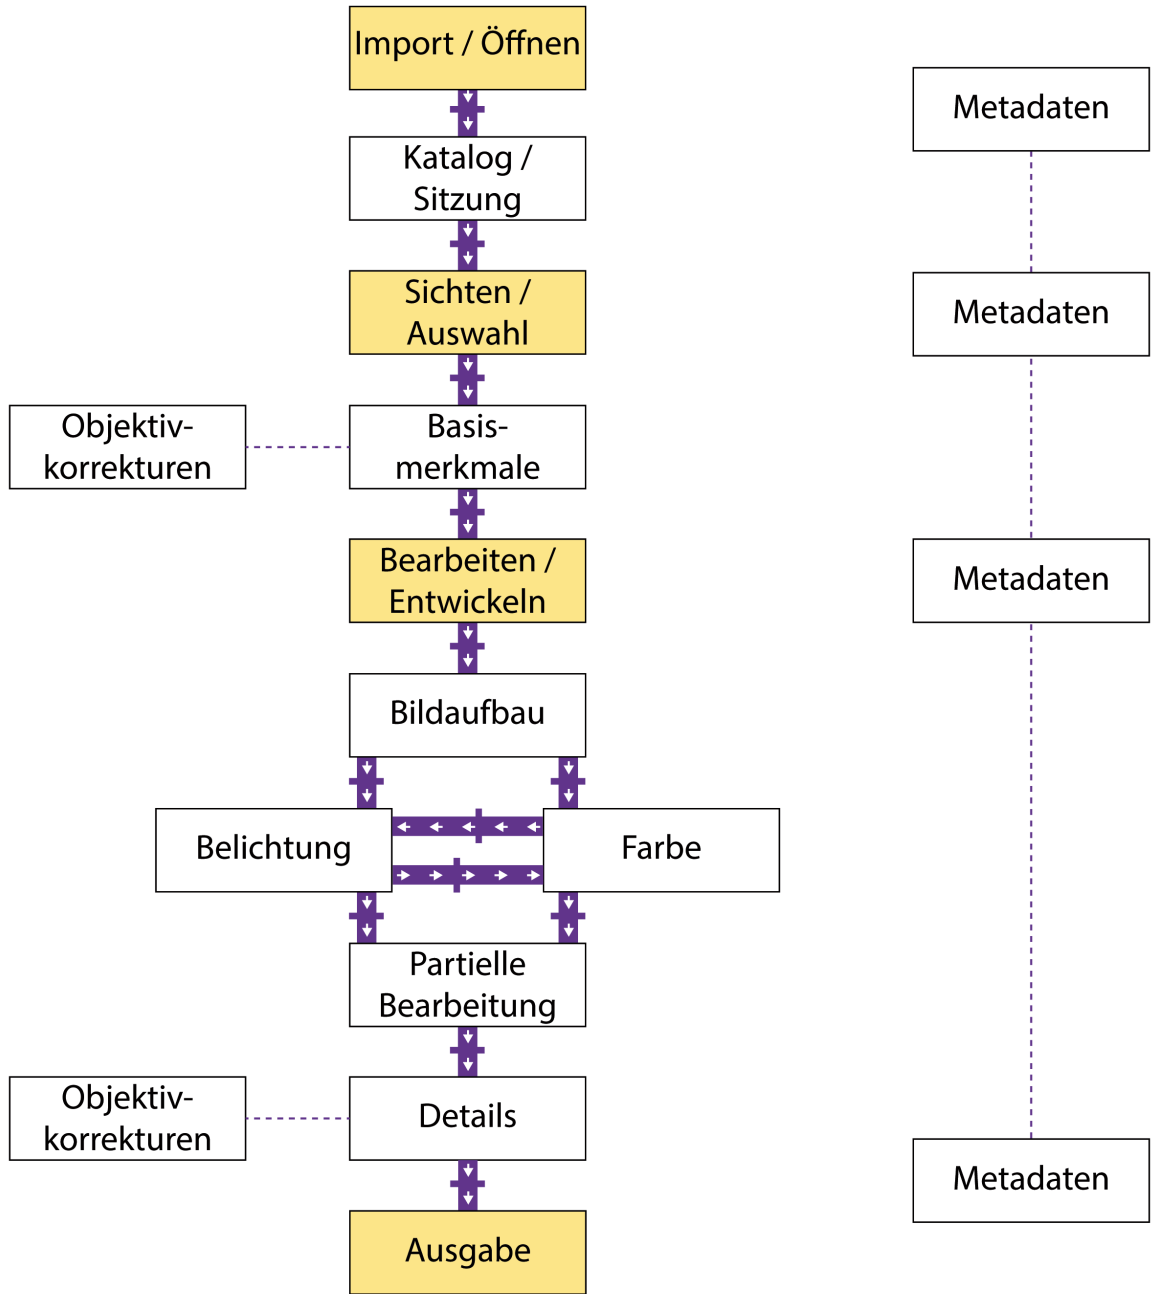 Import / Öffnen
Metadaten
Katalog /
Sitzung
Sichten /
Auswahl
Metadaten
Objektiv-
korrekturen
Basis-
merkmale
Bearbeiten /
Entwickeln
Metadaten
Bildaufbau
Belichtung
Farbe
Partielle
Bearbeitung
Objektiv-
korrekturen
Details
Metadaten
Ausgabe